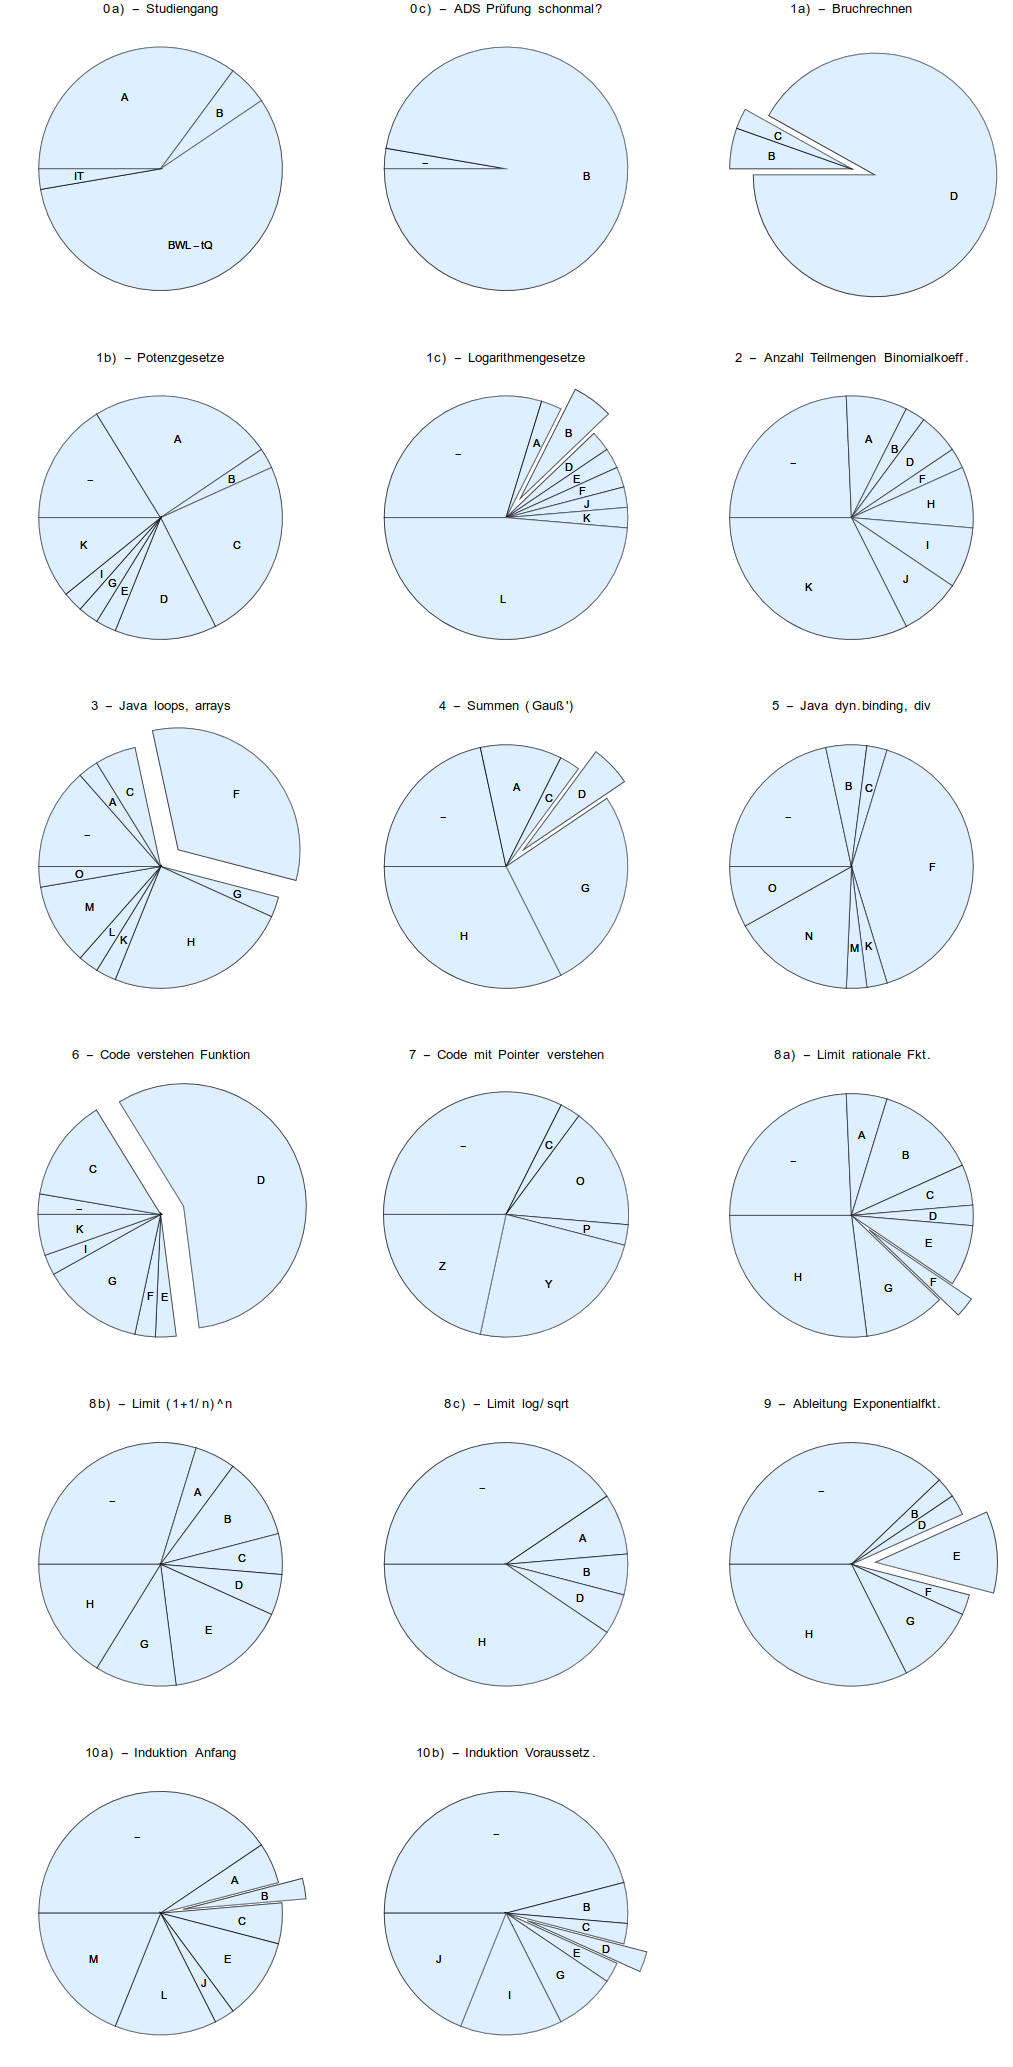 0a) – Studiengang
0c) – ADS Prüfung schonmal?
1a) – Bruchrechnen
A
B
IT
BWL–tQ
–
B
C
B
D
1b) – Potenzgesetze
1c) – Logarithmengesetze
2 – Anzahl Teilmengen Binomialkoeff.
A
–
B
C
K
I
G
E
D
–
A
B
D
E
F
J
K
L
–
A
B
D
F
H
I
J
K
3 – Java loops, arrays
4 – Summen (Gauß')
5 – Java dyn.binding, div
F
C
A
–
O
G
M
L
K
H
–
A
C
D
G
H
–
B
C
F
O
N
M
K
6 – Code verstehen Funktion
7 – Code mit Pointer verstehen
8a) – Limit rationale Fkt.
C
D
–
K
I
G
F
E
–
C
O
P
Z
Y
–
A
B
C
D
E
F
G
H
8b) – Limit (1+1/n)^n
8c) – Limit log/sqrt
9 – Ableitung Exponentialfkt.
–
A
B
C
D
E
G
H
–
A
B
D
H
–
B
D
E
F
G
H
10a) – Induktion Anfang
10b) – Induktion Voraussetz.
–
A
B
C
E
J
L
M
–
B
C
D
E
G
I
J